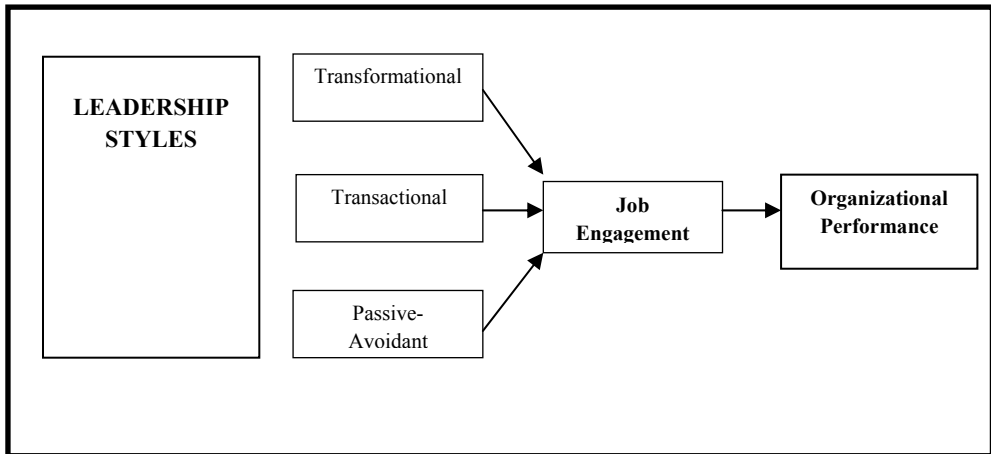 LEADERSHIP
STYLES
Transformational
Transactional
Passive-
Avoidant
Job
Engagement
Organizational
Performance